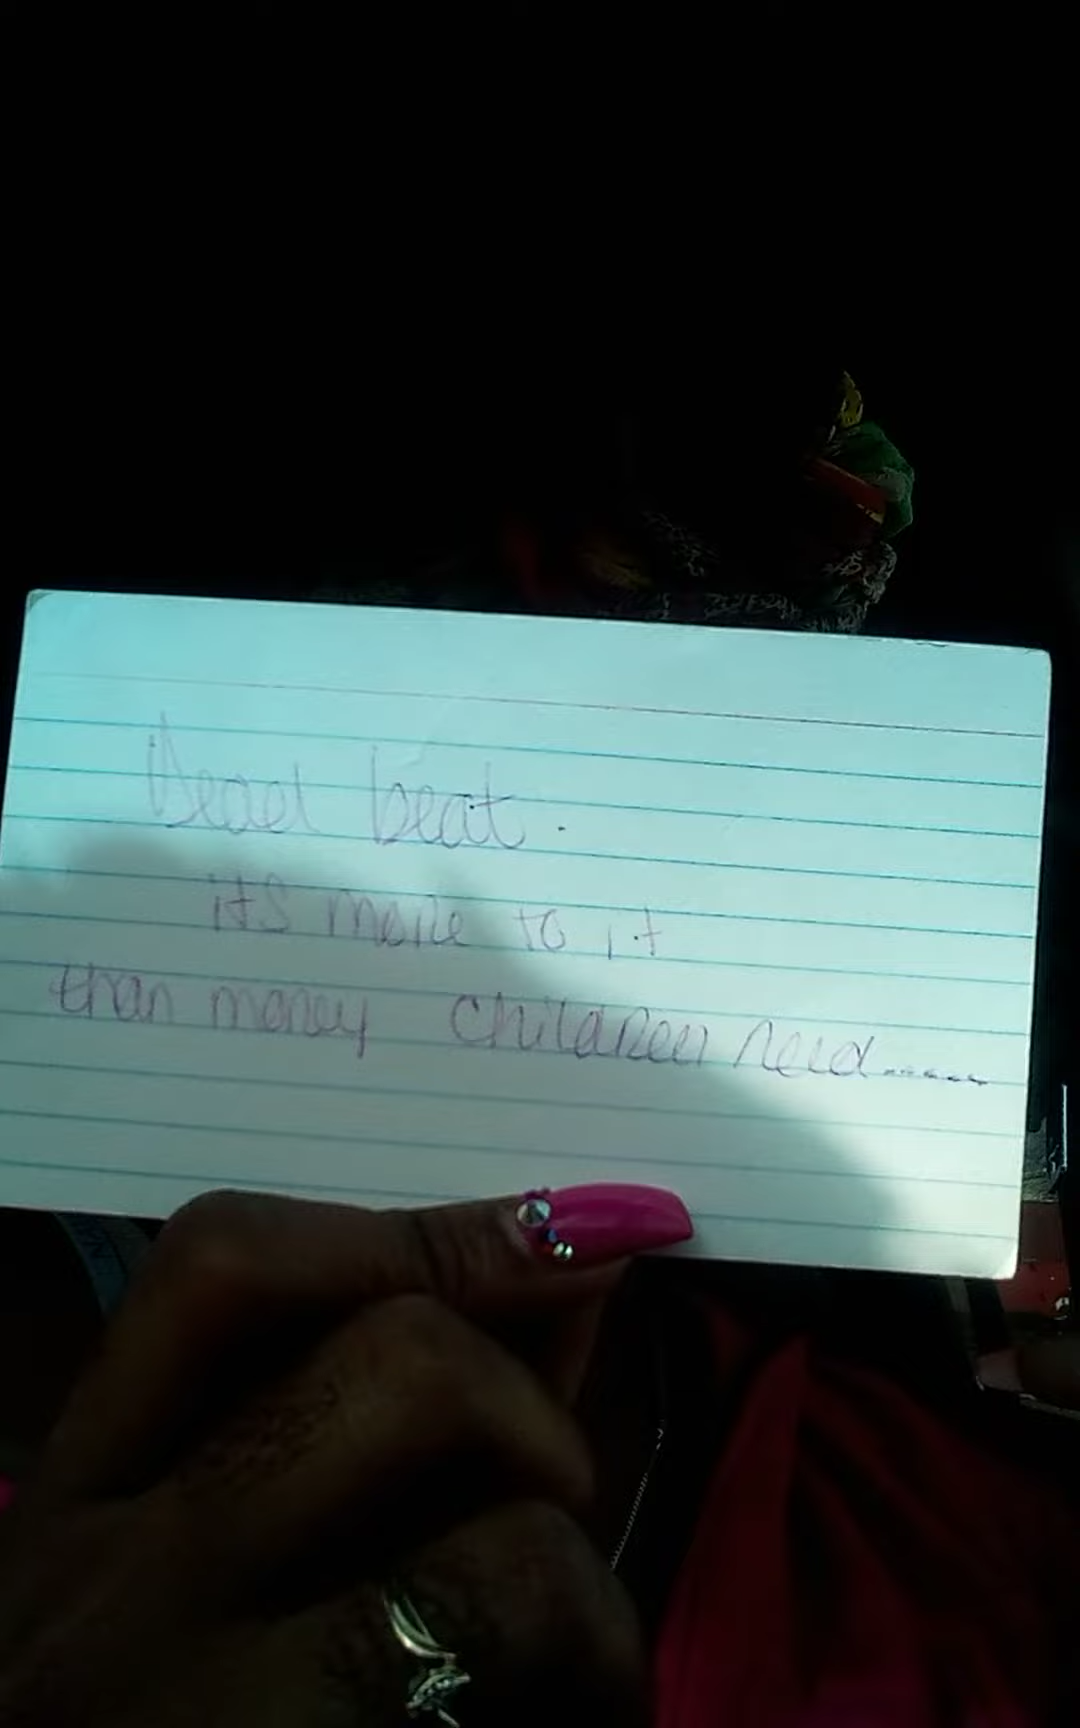 Dead beat.
its more to it
than money children need......